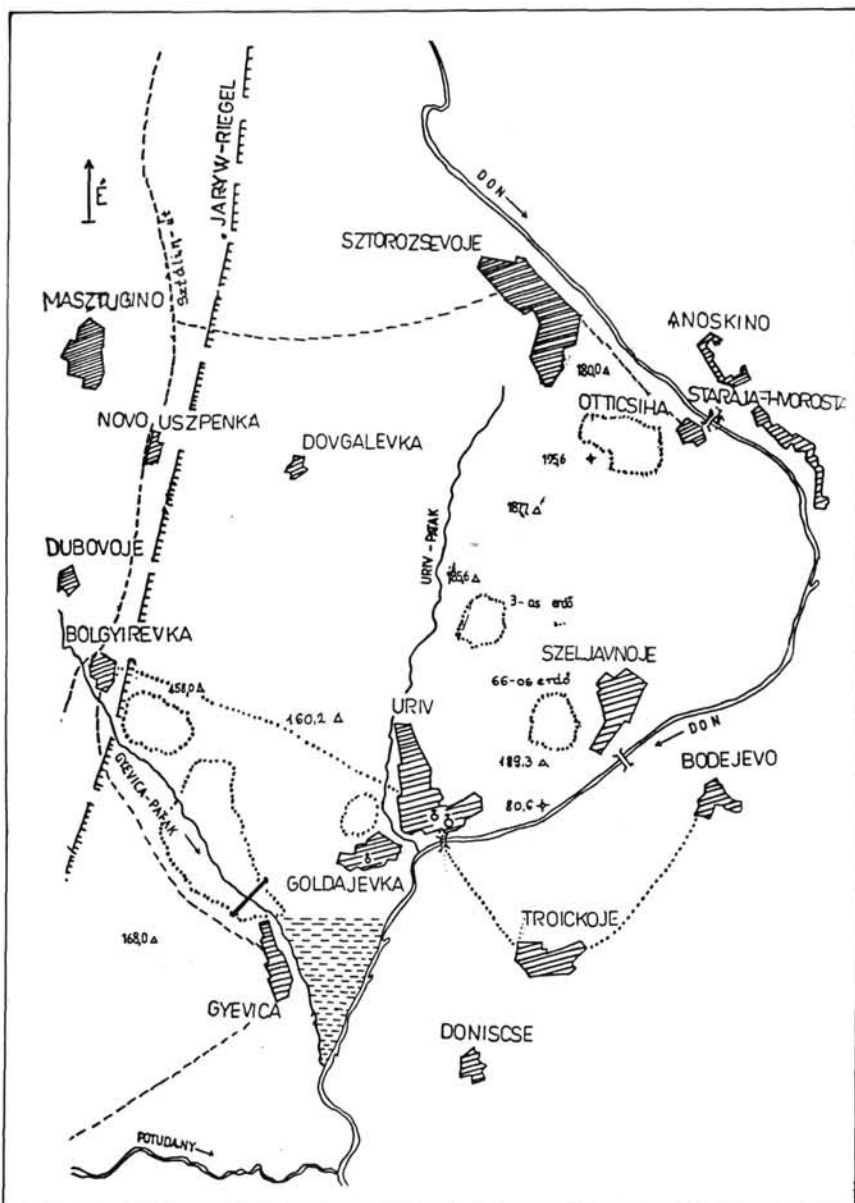 JARYW-RIEGEL
É
Sztálin-út
DON
SZTOROZSEVOJE
MASZTUGINO
ANOSKINO
180,0
OTTICSIHA
STARAJA-HVOROSTA
NOVO USZPENKA
DOVGALEVKA
195,6
187,7
URIV-PATAK
DUBOVOJE
185,6
3-as erdő
BOLGYIREVKA
SZELJAVNOJE
158,0
66-os erdő
160,2
URIV
DON
189.3
BODEJEVO
GYEVICA-PATAK
80,6
GOLDAJEVKA
TROICKOJE
168,0
GYEVICA
DONISCSE
POTUDANY